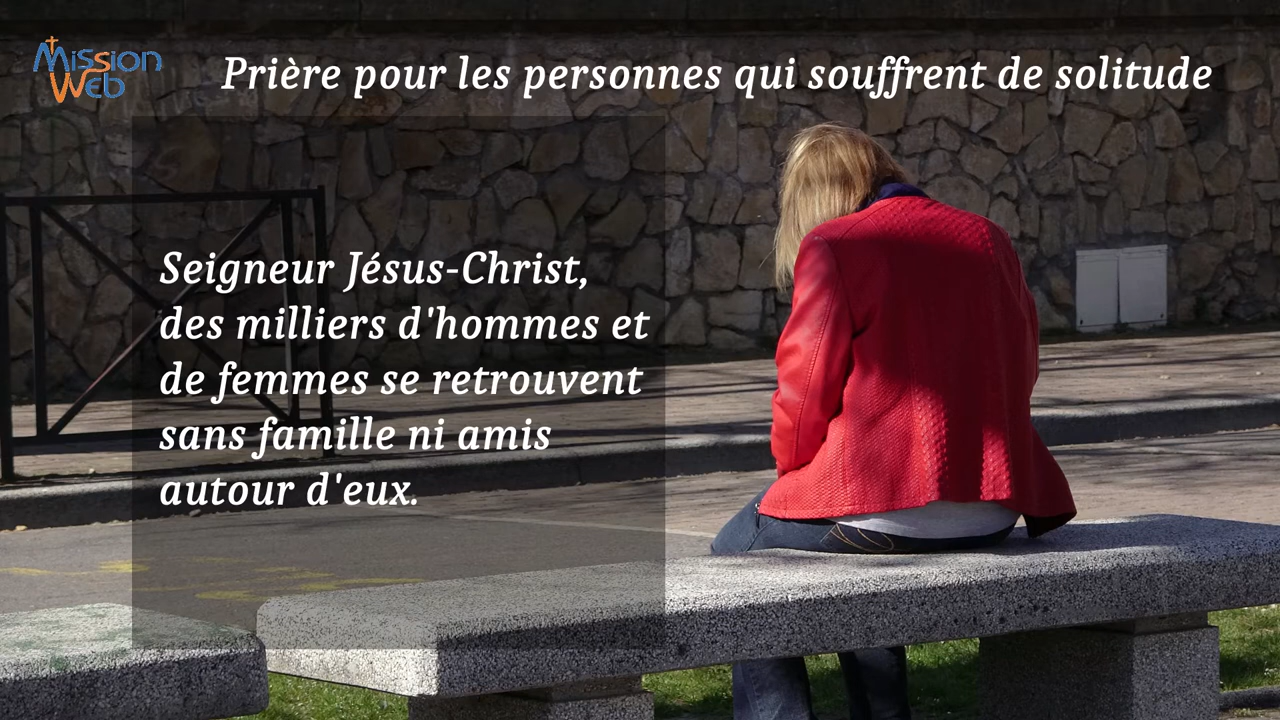 Mission
Web
Prière pour les personnes qui souffrent de solitude
Seigneur Jésus-Christ,
des milliers d'hommes et
de femmes se retrouvent
sans famille ni amis
autour d'eux.